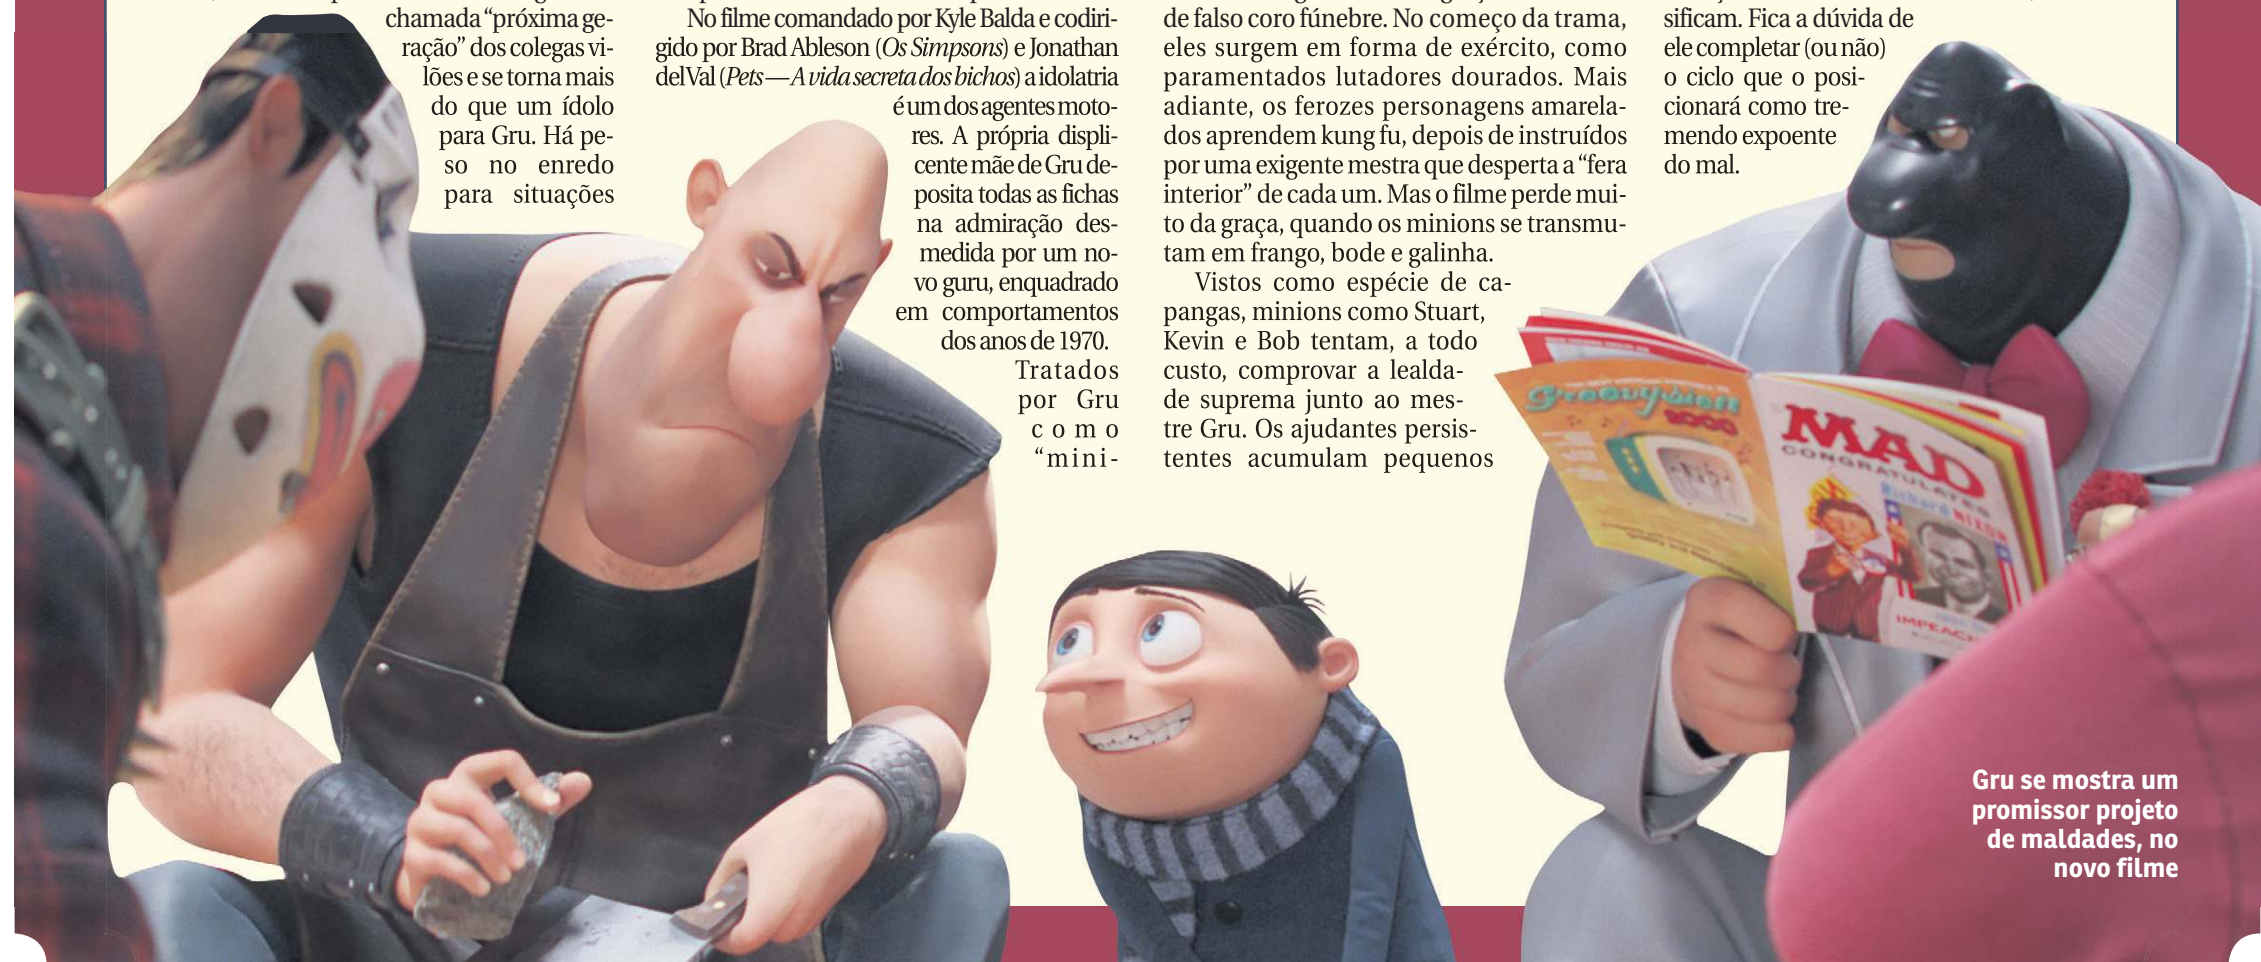 chamada “próxima ge-
ração” dos colegas vi-
lões e se torna mais
do que um ídolo
para Gru. Há pe-
so no enredo
para situações
No filme comandado por Kyle Balda e codiri-
gido por Brad Ableson (Os Simpsons) e Jonathan
delVal (Pets — A vida secreta dos bichos) a idolatria
é um dos agentes moto-
res. A própria displi-
cente mãe de Gru de-
posita todas as fichas
na admiração des-
medida por um no-
vo guru, enquadrado
em comportamentos
dos anos de 1970.
Tratados
por Gru
como
“mini-
de falso coro fúnebre. No começo da trama,
eles surgem em forma de exército, como
paramentados lutadores dourados. Mais
adiante, os ferozes personagens amarela-
dos aprendem kung fu, depois de instruídos
por uma exigente mestra que desperta a “fera
interior” de cada um. Mas o filme perde mui-
to da graça, quando os minions se transmu-
tam em frango, bode e galinha.
Vistos como espécie de ca-
pangas, minions como Stuart,
Kevin e Bob tentam, a todo
custo, comprovar a lealda-
de suprema junto ao mes-
tre Gru. Os ajudantes persis-
tentes acumulam pequenos
sificam. Fica a dúvida de
ele completar (ou não)
o ciclo que o posi-
cionará como tre-
mendo expoente
do mal.
Groovyvision
2000
MAD
CONGRATULATES
Richard NIXON
IMPEACH
Gru se mostra um
promissor projeto
de maldades, no
novo filme